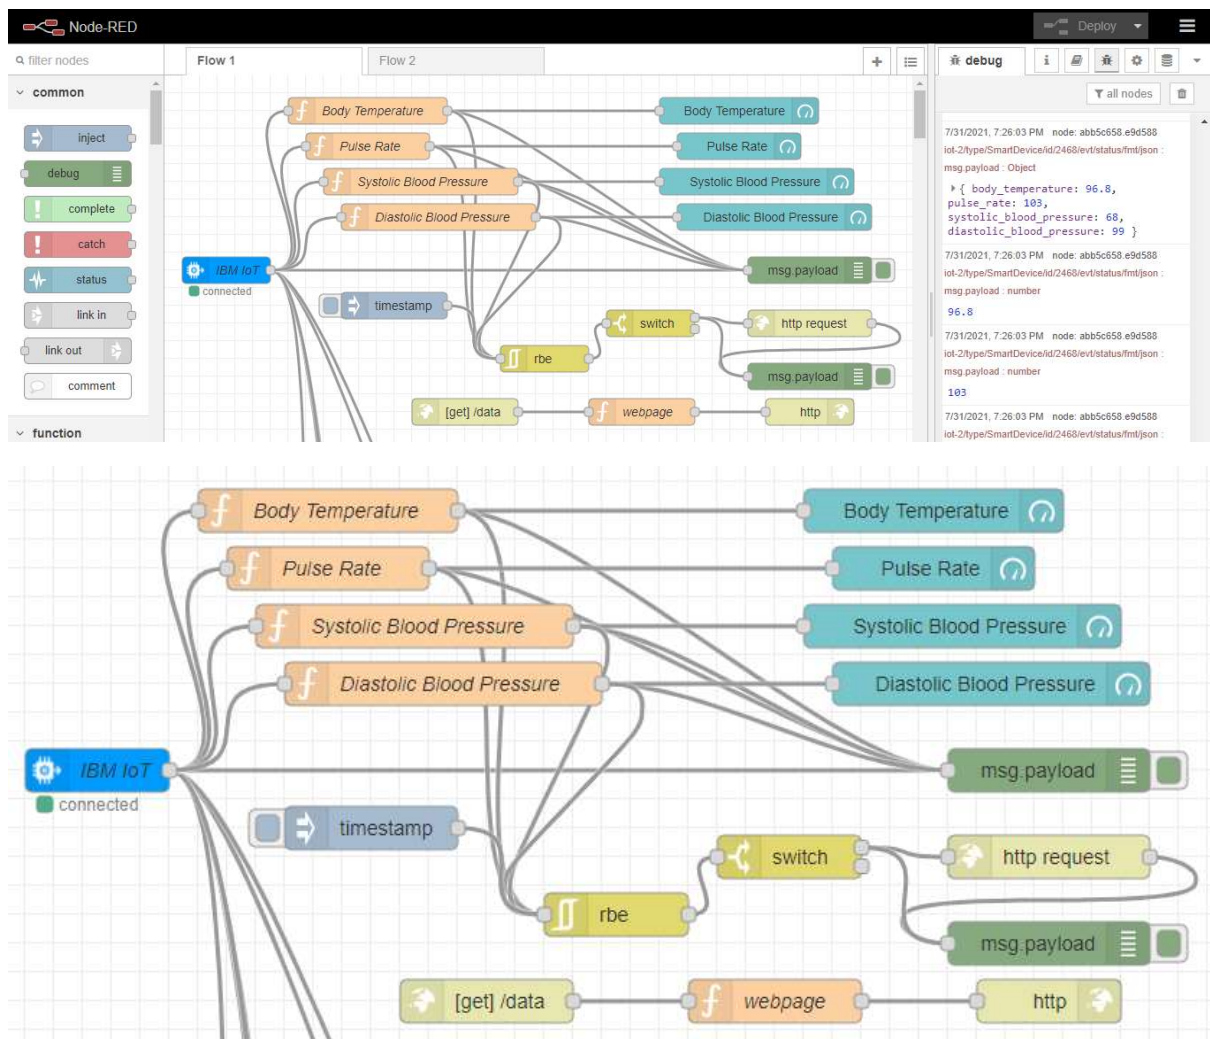 Node-RED
Deploy
filter nodes
Flow 1
Flow 2
debug
i
all nodes
common
inject
debug
complete
catch
status
link in
link out
comment
function
Body Temperature
Body Temperature
Pulse Rate
Pulse Rate
Systolic Blood Pressure
Systolic Blood Pressure
Diastolic Blood Pressure
Diastolic Blood Pressure
IBM IoT
connected
msg.payload
timestamp
switch
http request
rbe
msg.payload
[get] /data
webpage
http
7/31/2021, 7:26:03 PM node: abb5c658.e9d588
iot-2/type/SmartDevice/id/2468/evt/status/fmt/json :
msg.payload : Object
{ body_temperature: 96.8,
pulse_rate: 103,
systolic_blood_pressure: 68,
diastolic_blood_pressure: 99 }
7/31/2021, 7:26:03 PM node: abb5c658.e9d588
iot-2/type/SmartDevice/id/2468/evt/status/fmt/json :
msg.payload : number
96.8
7/31/2021, 7:26:03 PM node: abb5c658.e9d588
iot-2/type/SmartDevice/id/2468/evt/status/fmt/json :
msg.payload : number
103
7/31/2021, 7:26:03 PM node: abb5c658.e9d588
iot-2/type/SmartDevice/id/2468/evt/status/fmt/json :
Body Temperature
Body Temperature
Pulse Rate
Pulse Rate
Systolic Blood Pressure
Systolic Blood Pressure
Diastolic Blood Pressure
Diastolic Blood Pressure
IBM IoT
connected
msg.payload
timestamp
switch
http request
rbe
msg.payload
[get] /data
webpage
http